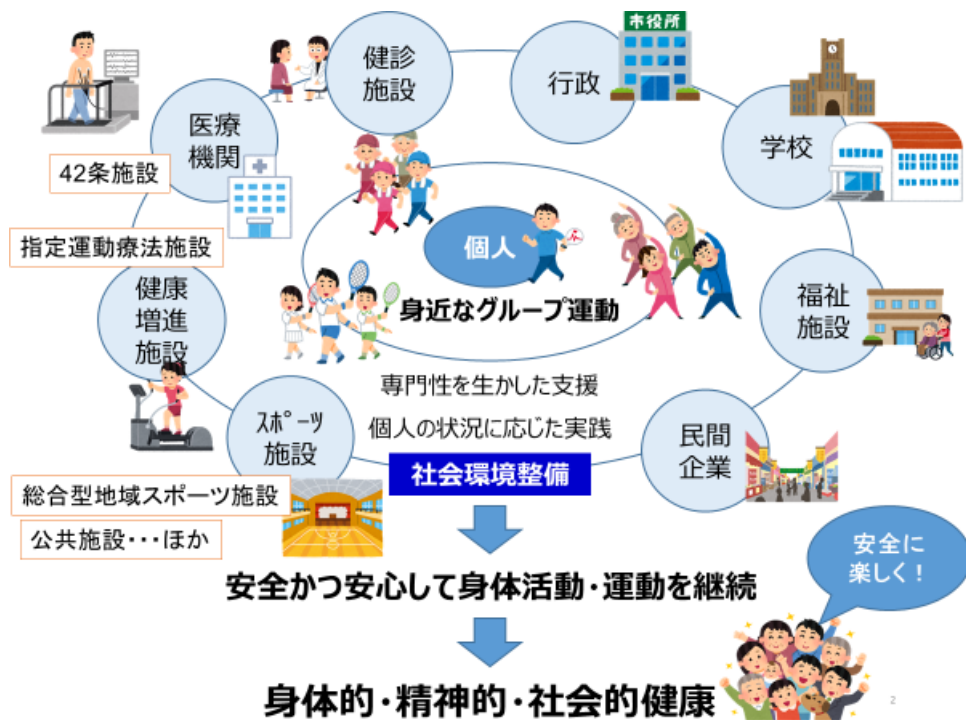 健診
施設
行政
市役所
医療
機関
学校
42条施設
指定運動療法施設
個人
身近なグループ運動
健康
増進
施設
福祉
施設
専門性を生かした支援
個人の状況に応じた実践
ｽﾎﾟｰﾂ
施設
民間
企業
社会環境整備
総合型地域スポーツ施設
公共施設・・・ほか
安全に
楽しく！
安全かつ安心して身体活動・運動を継続
身体的・精神的・社会的健康
2